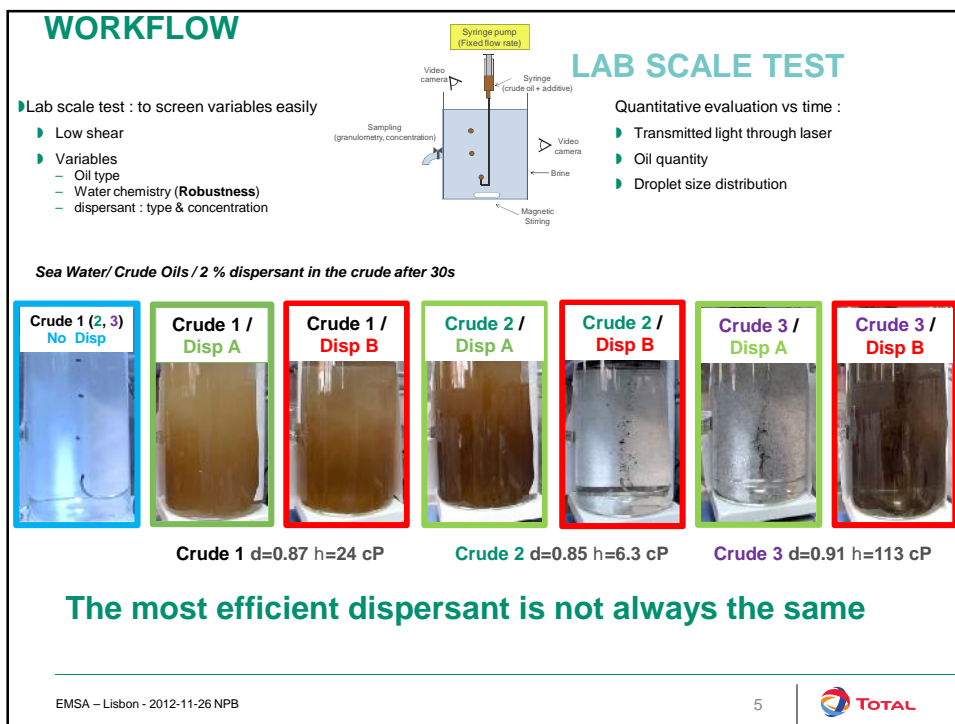 WORKFLOW
LAB SCALE TEST
Lab scale test : to screen variables easily
Low shear
Variables
– Oil type
– Water chemistry (Robustness)
– dispersant : type & concentration
Syringe pump
(Fixed flow rate)
Video
camera
Syringe
(crude oil + additive)
Sampling
(granulometry, concentration)
Video
camera
Brine
Magnetic
Stirring
Quantitative evaluation vs time :
Transmitted light through laser
Oil quantity
Droplet size distribution
Sea Water/ Crude Oils / 2 % dispersant in the crude after 30s
Crude 1 (2, 3)
No Disp
Crude 1 /
Disp A
Crude 1 /
Disp B
Crude 2 /
Disp A
Crude 2 /
Disp B
Crude 3 /
Disp A
Crude 3 /
Disp B
Crude 1 d=0.87 h=24 cP
Crude 2 d=0.85 h=6.3 cP
Crude 3 d=0.91 h=113 cP
The most efficient dispersant is not always the same
EMSA – Lisbon - 2012-11-26 NPB
5
TOTAL